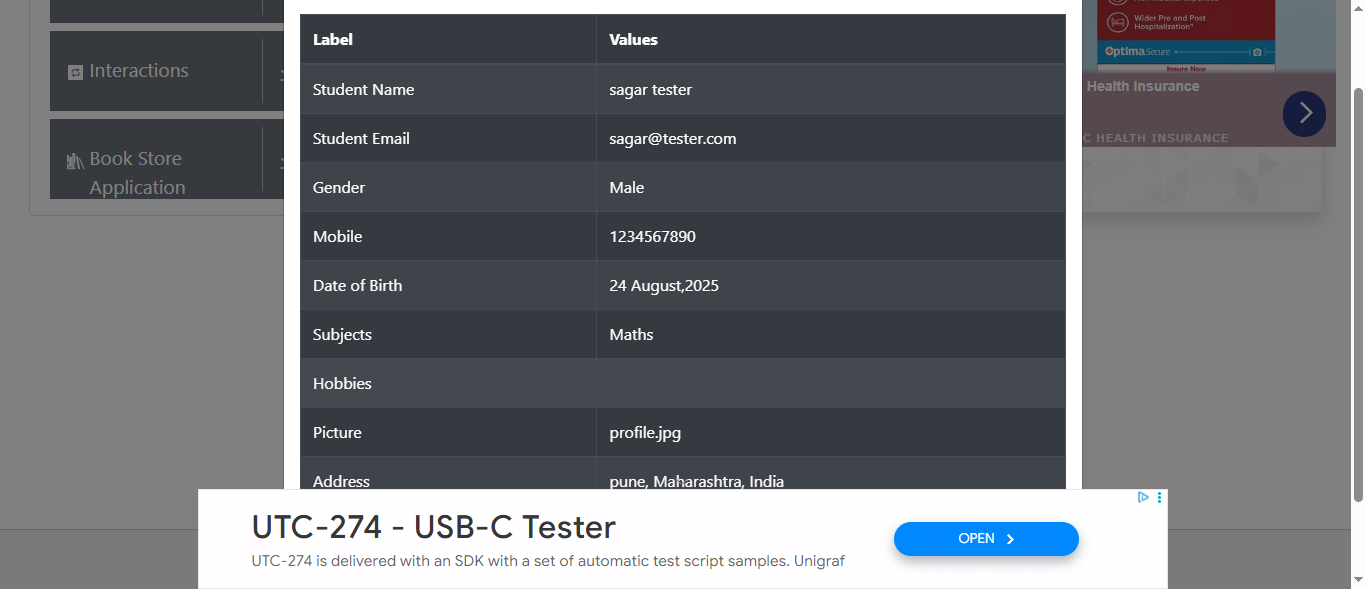 Interactions
Book Store
Application
Label Values
Student Name sagar tester
Student Email sagar@tester.com
Gender Male
Mobile 1234567890
Date of Birth 24 August,2025
Subjects Maths
Hobbies
Picture profile.jpg
Address pune, Maharashtra, India
Wider Pre and Post
Hospitalization"
Optima Secure
Insure Now
Health Insurance
C HEALTH INSURANCE
UTC-274 - USB-C Tester
UTC-274 is delivered with an SDK with a set of automatic test script samples. Unigraf
OPEN